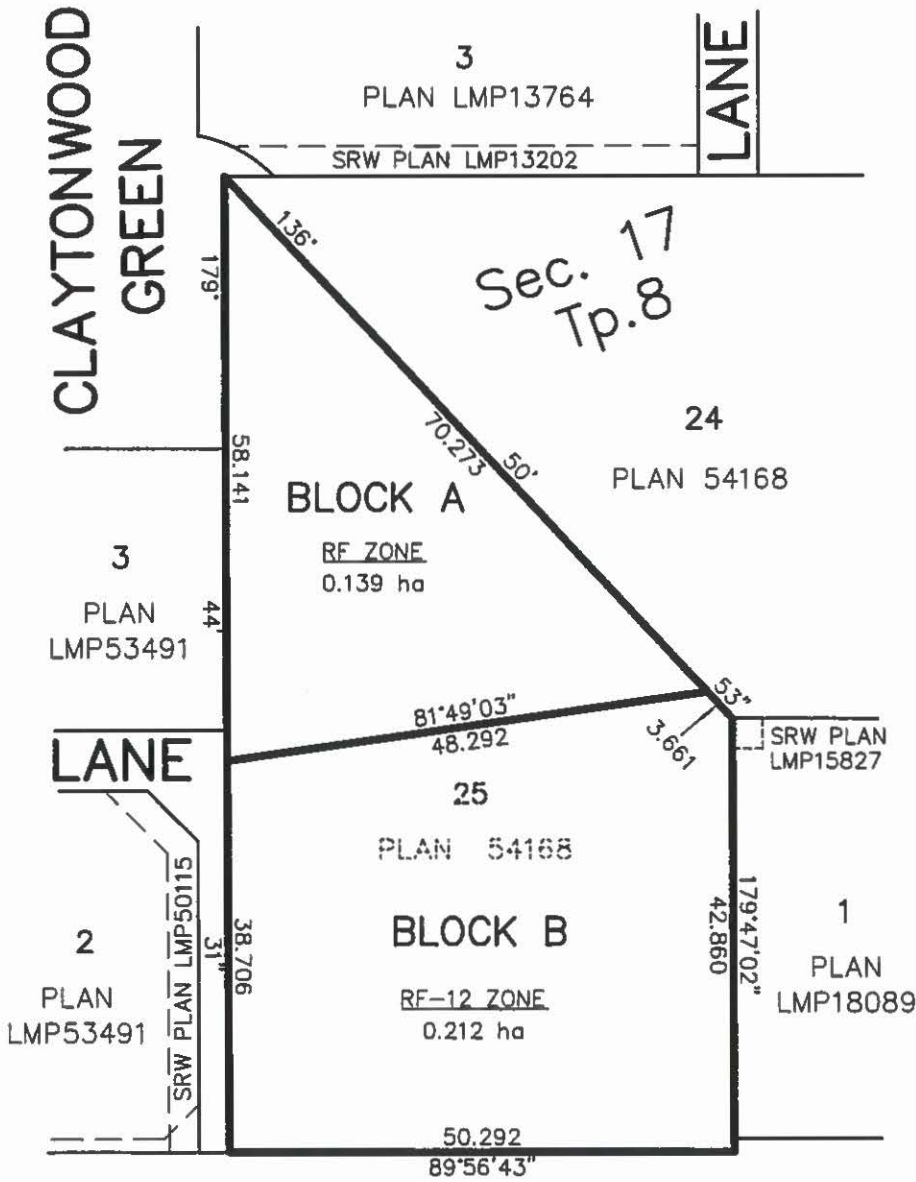 CLAYTONWOOD
GREEN
3
PLAN LMP13764
LANE
SRW PLAN LMP13202
136°
179°
Sec. 17
Tp.8
24
PLAN 54168
70.273
50'
58.141
BLOCK A
RF ZONE
0.139 ha
3
PLAN
LMP53491
44'
53"
81°49'03"
48.292
3.661
SRW PLAN
LMP15827
LANE
25
PLAN 54168
SRW PLAN LMP50115
38.706
31"
BLOCK B
RF-12 ZONE
0.212 ha
179°47'02"
42.860
2
PLAN
LMP53491
1
PLAN
LMP18089
50.292
89°56'43"